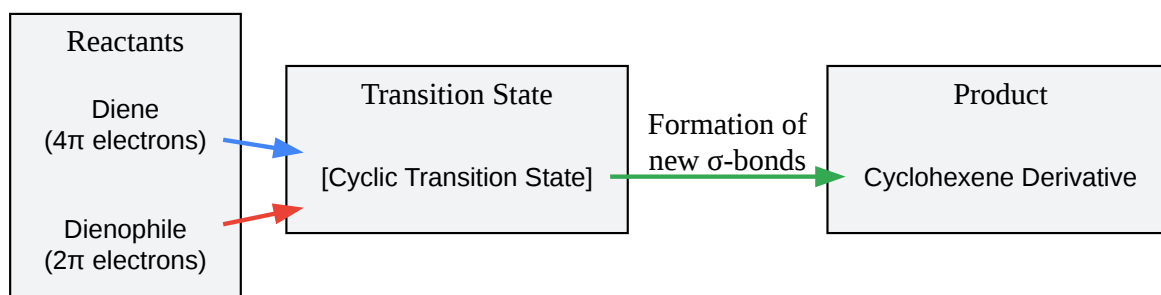 Reactants
Diene
(4π electrons)
Dienophile
(2π electrons)
Transition State
[Cyclic Transition State]
Formation of
new σ-bonds
Product
Cyclohexene Derivative